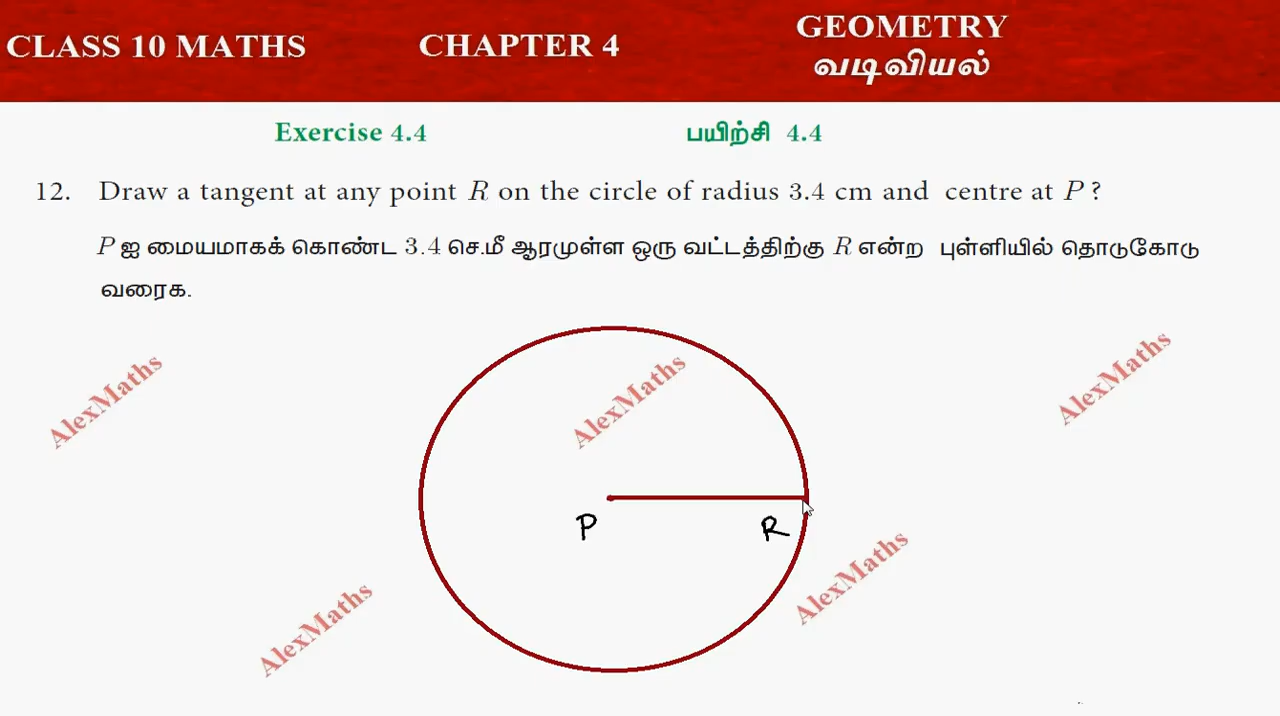 CLASS 10 MATHS CHAPTER 4 GEOMETRY
வடிவியல்
Exercise 4.4 பயிற்சி 4.4
12. Draw a tangent at any point R on the circle of radius 3.4 cm and centre at P ?
P ஐ மையமாகக் கொண்ட 3.4 செ.மீ ஆரமுள்ள ஒரு வட்டத்திற்கு R என்ற புள்ளியில் தொடுகோடு
வரைக.
AlexMaths
AlexMaths
AlexMaths
P R
AlexMaths
AlexMaths